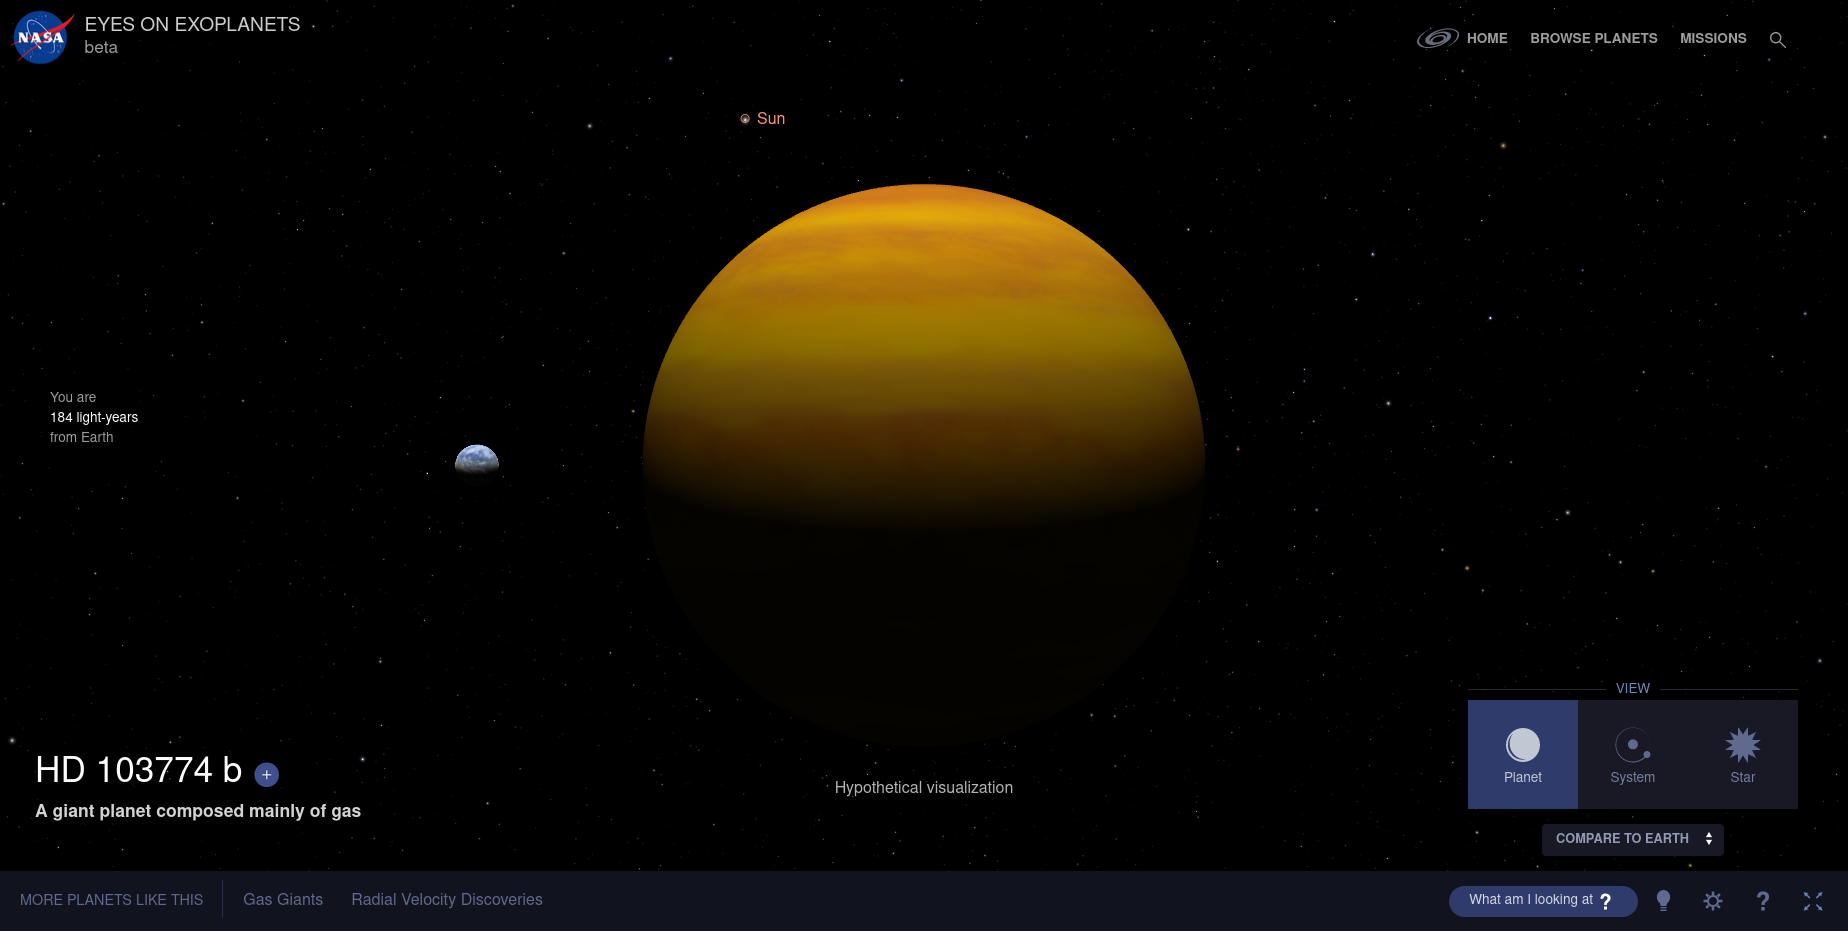 NASA
EYES ON EXOPLANETS
beta
HOME
BROWSE PLANETS
MISSIONS
Sun
You are
184 light-years
from Earth
HD 103774 b +
A giant planet composed mainly of gas
Hypothetical visualization
VIEW
Planet
System
Star
COMPARE TO EARTH
MORE PLANETS LIKE THIS
Gas Giants
Radial Velocity Discoveries
What am I looking at ?
?